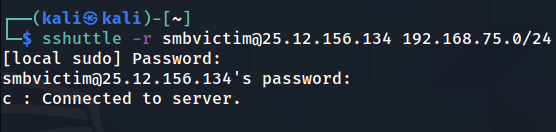 ┌──(kali㉿kali)-[~]
└─$ sshuttle -r smbvictim@25.12.156.134 192.168.75.0/24
[local sudo] Password:
smbvictim@25.12.156.134's password:
c : Connected to server.